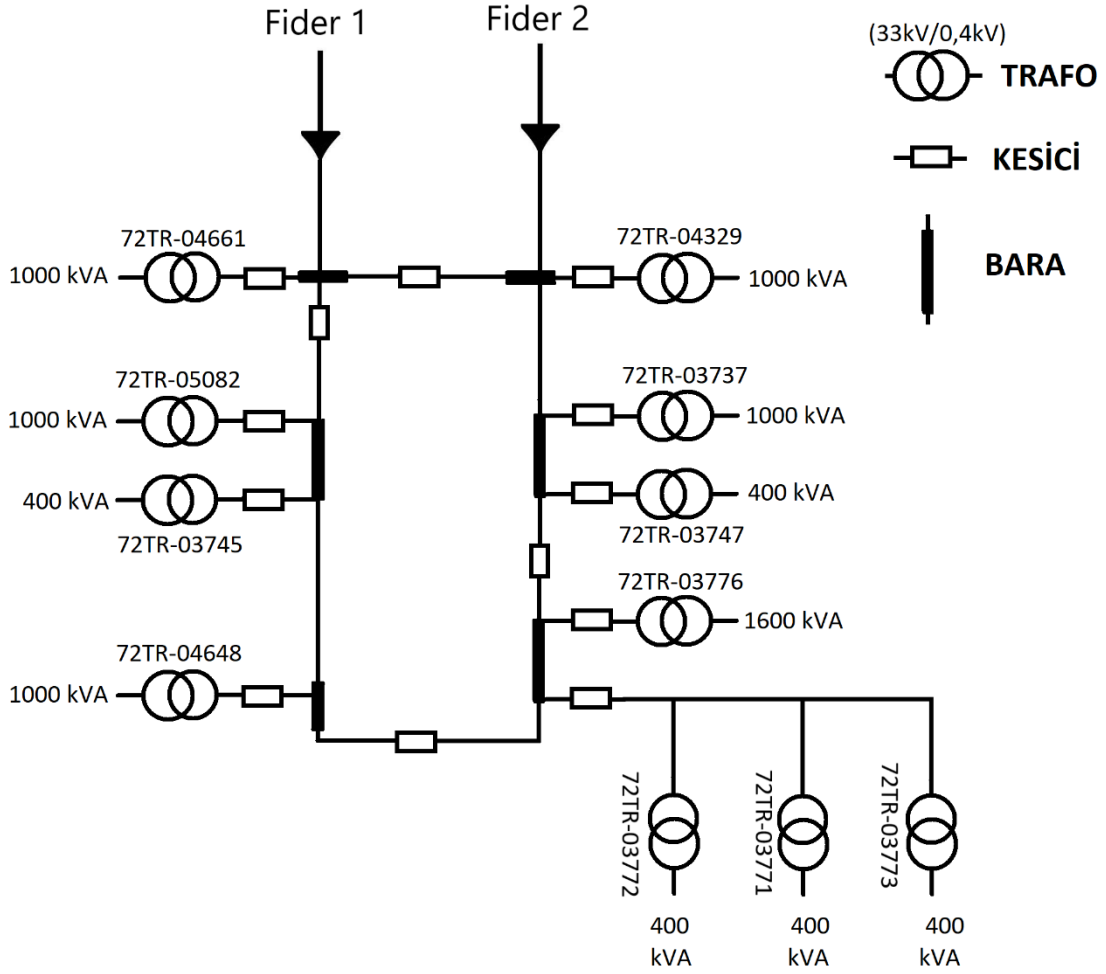 Fider 1
Fider 2
(33kV/0,4kV)
TRAFO
KESİCİ
BARA
72TR-04661
1000 kVA
72TR-04329
1000 kVA
72TR-05082
1000 kVA
400 kVA
72TR-03745
72TR-03737
1000 kVA
400 kVA
72TR-03747
72TR-03776
1600 kVA
72TR-04648
1000 kVA
72TR-03772
72TR-03771
72TR-03773
400
kVA
400
kVA
400
kVA